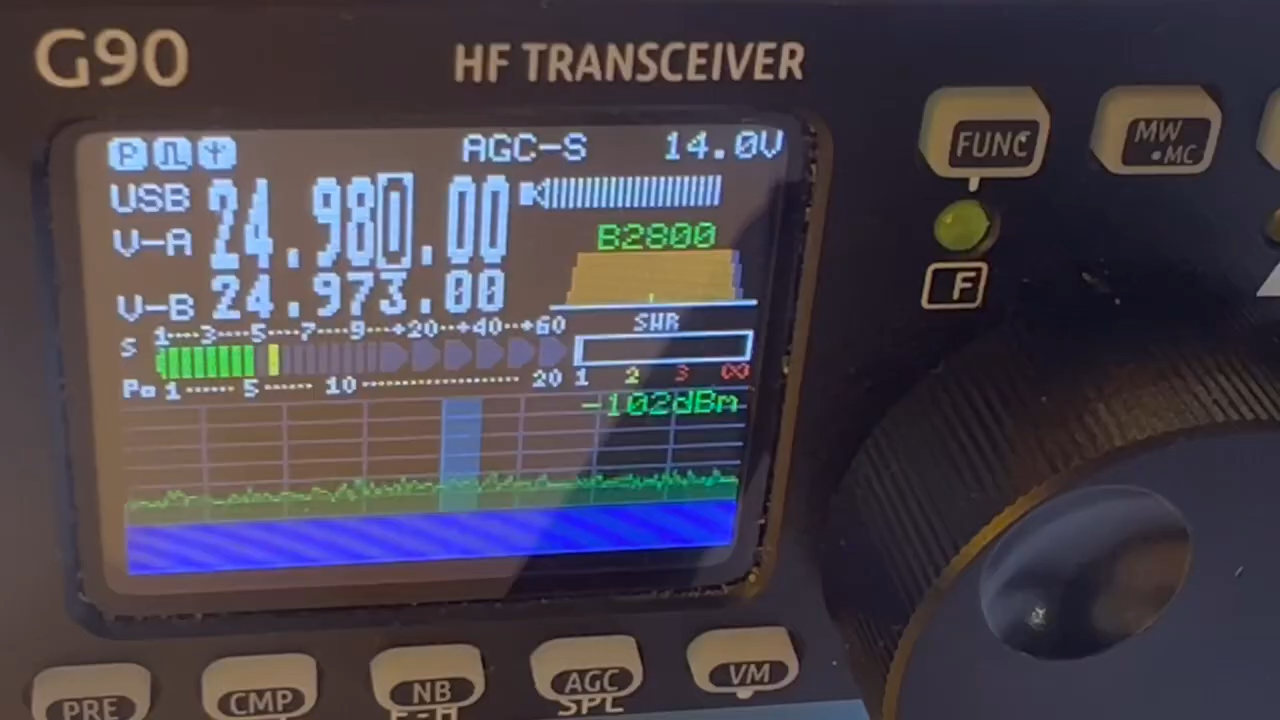 G90 HF TRANSCEIVER
P AGC-S 14.0V
USB 24.980.00
V-A
B2800
V-B 24.973.00
S 1 3 5 7 9 +20 +40 +60 SWR
Po 1 5 10 20 1 2 3 ∞
-102dBm
FUNC MW •MC
F
PRE CMP NB AGC VM
SPL